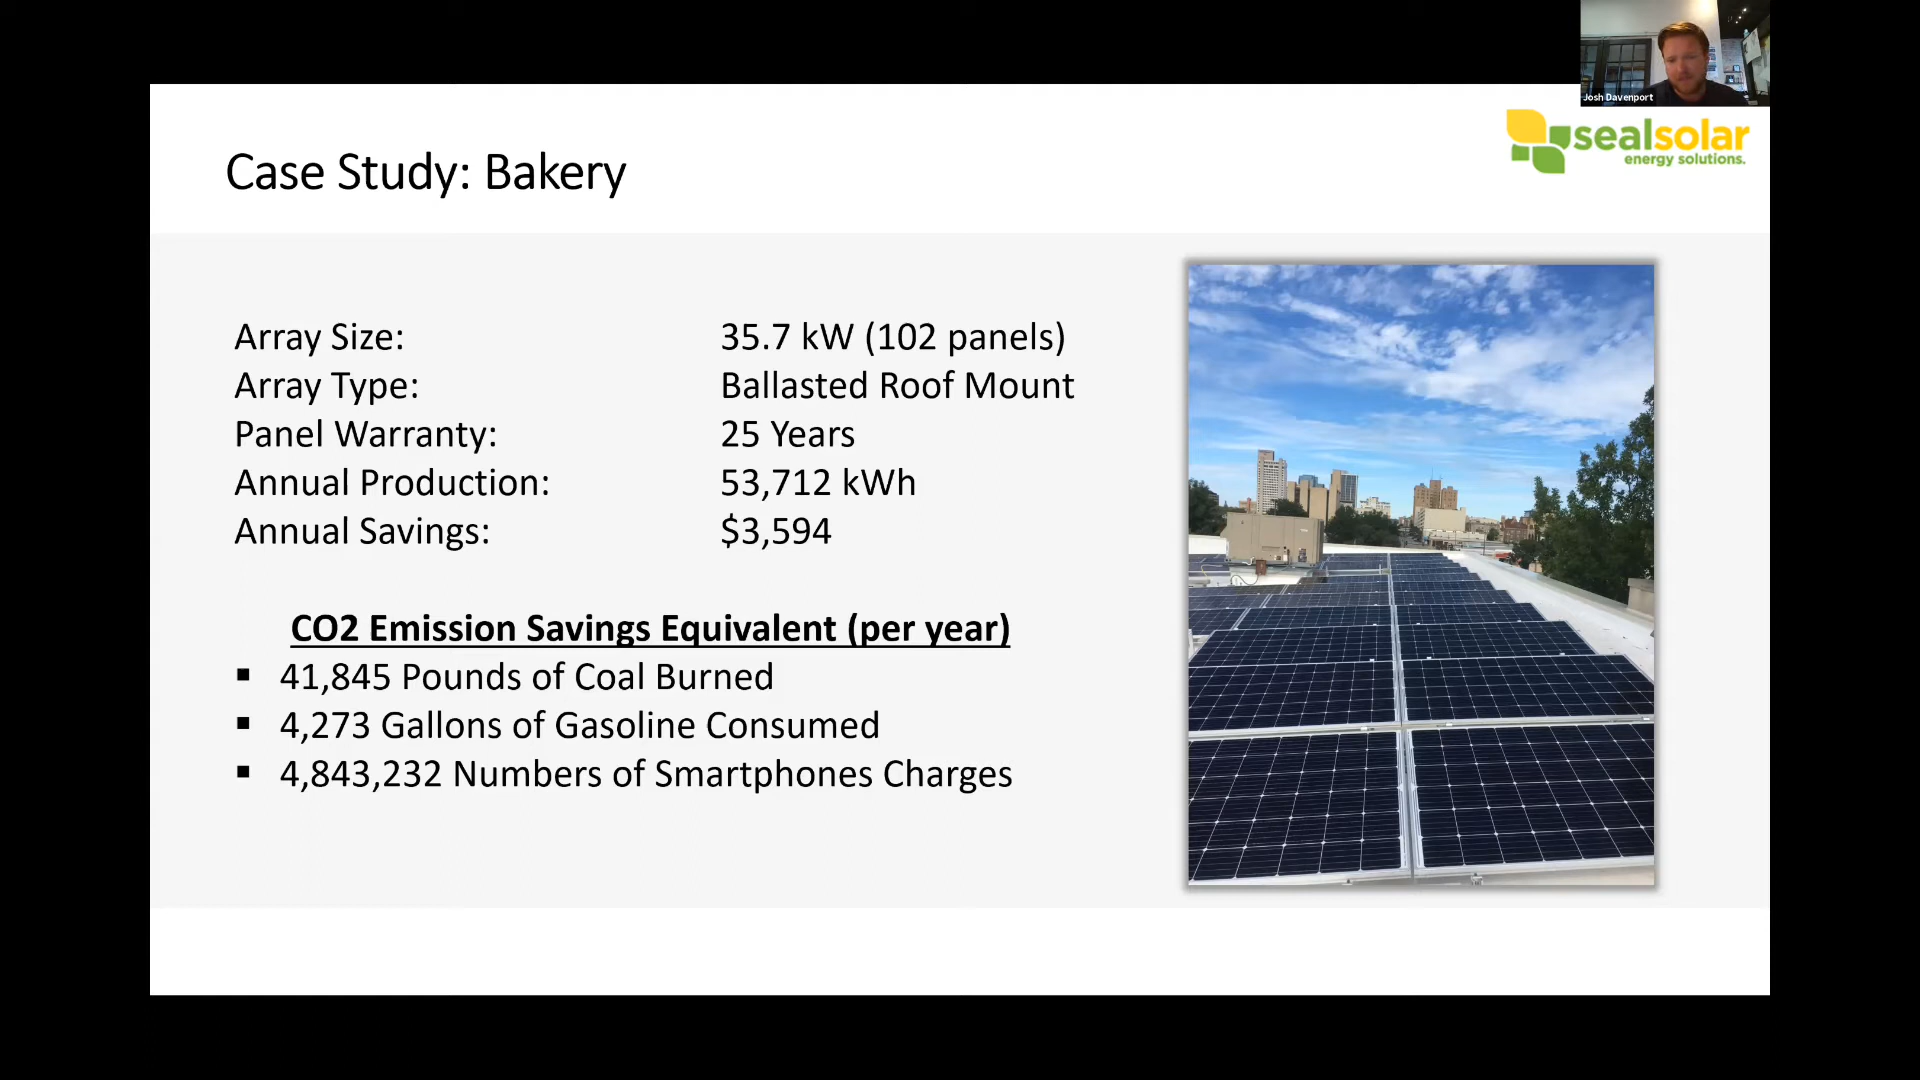 Josh Davenport
sealsolar
energy solutions.
Case Study: Bakery
Array Size: 35.7 kW (102 panels)
Array Type: Ballasted Roof Mount
Panel Warranty: 25 Years
Annual Production: 53,712 kWh
Annual Savings: $3,594
CO2 Emission Savings Equivalent (per year)
▪ 41,845 Pounds of Coal Burned
▪ 4,273 Gallons of Gasoline Consumed
▪ 4,843,232 Numbers of Smartphones Charges